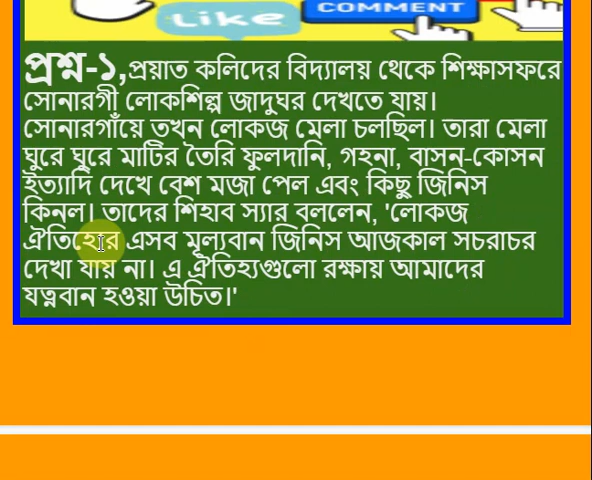 Like
COMMENT
প্রশ্ন-১,প্রয়াত কলিদের বিদ্যালয় থেকে শিক্ষাসফরে
সোনারগাঁ লোকশিল্প জাদুঘর দেখতে যায়।
সোনারগাঁয়ে তখন লোকজ মেলা চলছিল। তারা মেলা
ঘুরে ঘুরে মাটির তৈরি ফুলদানি, গহনা, বাসন-কোসন
ইত্যাদি দেখে বেশ মজা পেল এবং কিছু জিনিস
কিনল। তাদের শিহাব স্যার বললেন, 'লোকজ
ঐতিহ্যের এসব মূল্যবান জিনিস আজকাল সচরাচর
দেখা যায় না। এ ঐতিহ্যগুলো রক্ষায় আমাদের
যত্নবান হওয়া উচিত।'